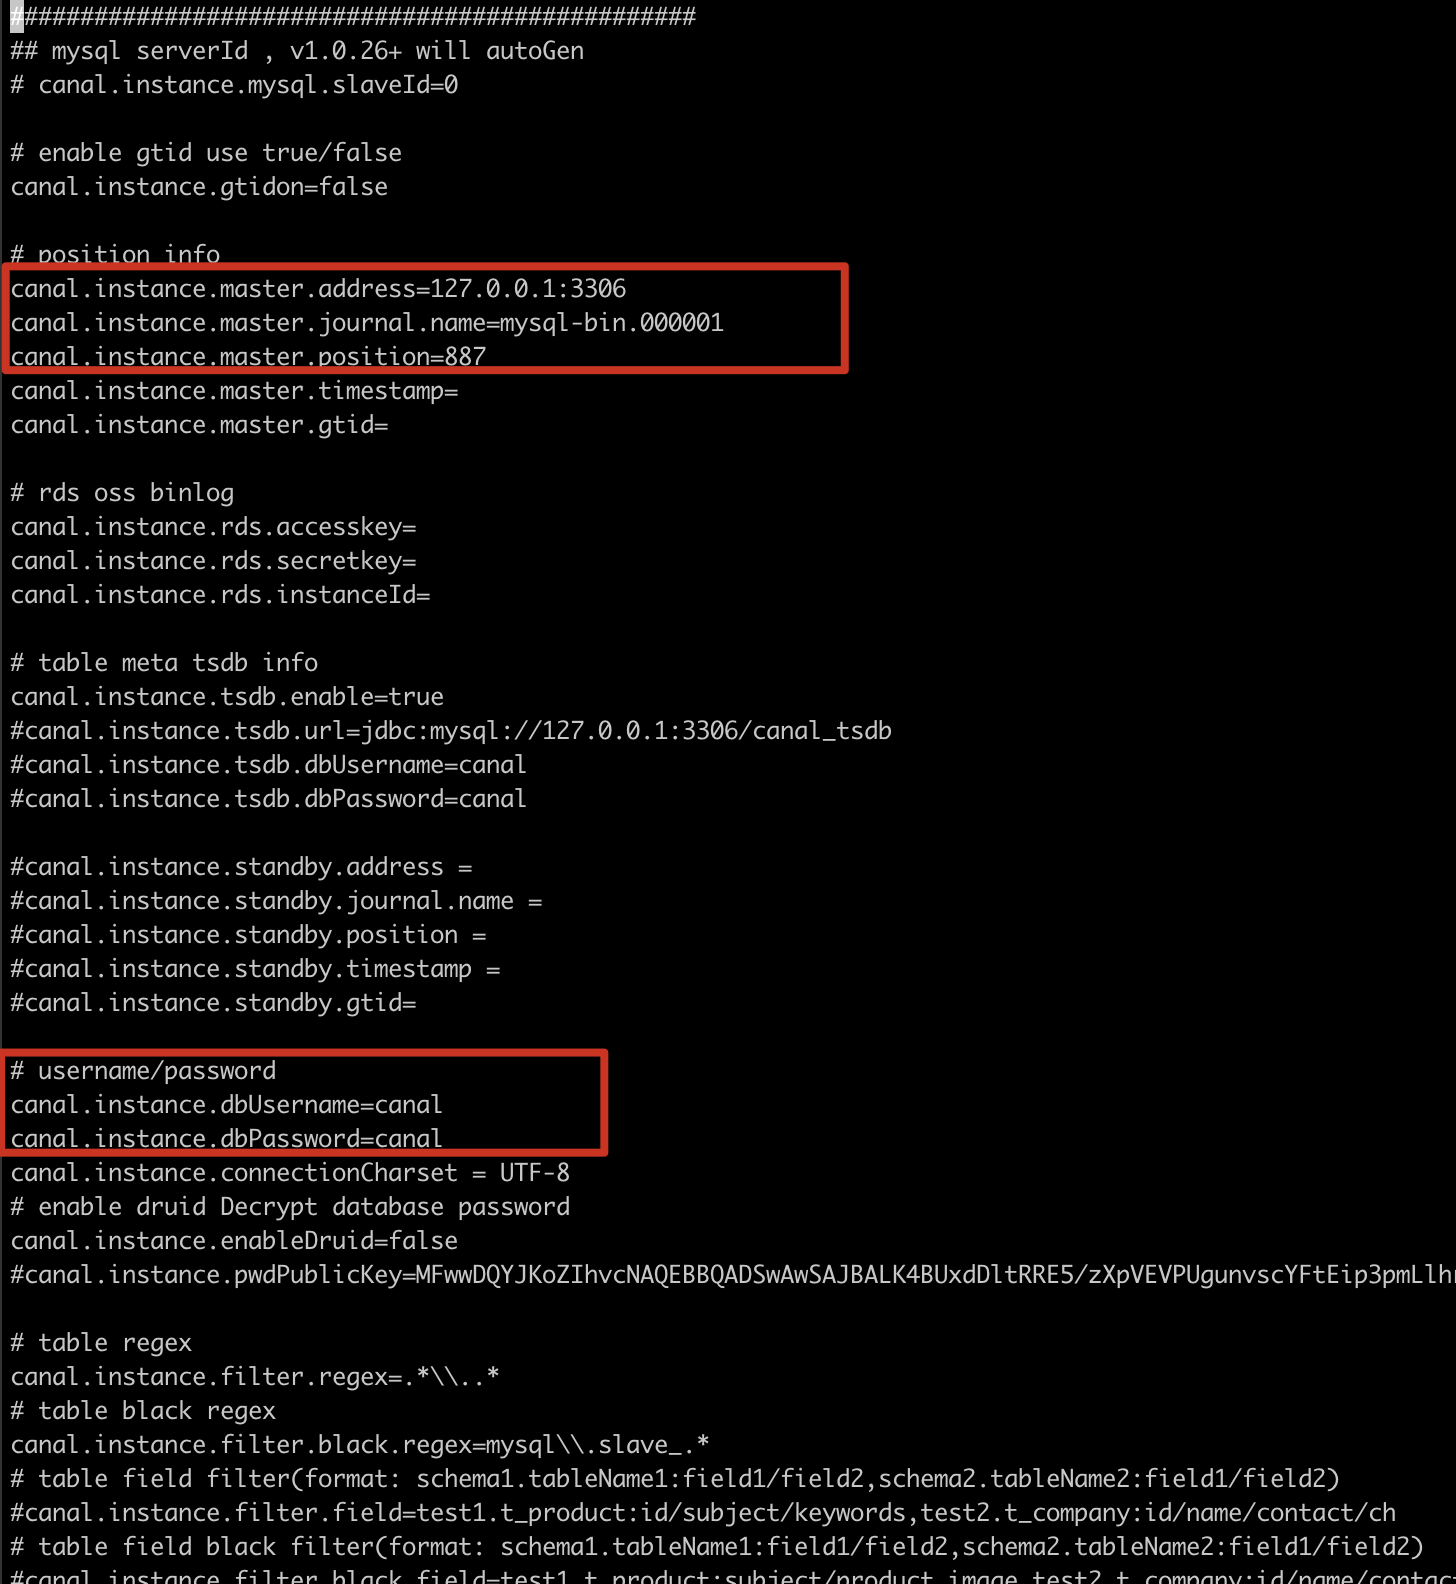 ################################################
## mysql serverId , v1.0.26+ will autoGen
# canal.instance.mysql.slaveId=0
# enable gtid use true/false
canal.instance.gtidon=false
# position info
canal.instance.master.address=127.0.0.1:3306
canal.instance.master.journal.name=mysql-bin.000001
canal.instance.master.position=887
canal.instance.master.timestamp=
canal.instance.master.gtid=
# rds oss binlog
canal.instance.rds.accesskey=
canal.instance.rds.secretkey=
canal.instance.rds.instanceId=
# table meta tsdb info
canal.instance.tsdb.enable=true
#canal.instance.tsdb.url=jdbc:mysql://127.0.0.1:3306/canal_tsdb
#canal.instance.tsdb.dbUsername=canal
#canal.instance.tsdb.dbPassword=canal
#canal.instance.standby.address =
#canal.instance.standby.journal.name =
#canal.instance.standby.position =
#canal.instance.standby.timestamp =
#canal.instance.standby.gtid=
# username/password
canal.instance.dbUsername=canal
canal.instance.dbPassword=canal
canal.instance.connectionCharset = UTF-8
# enable druid Decrypt database password
canal.instance.enableDruid=false
#canal.instance.pwdPublicKey=MFwwDQYJKoZIhvcNAQEBBQADSwAwSAJBALK4BUxdDltRRE5/zXpVEVPUgunvscYFtEip3pmLlh
# table regex
canal.instance.filter.regex=.*\\..*
# table black regex
canal.instance.filter.black.regex=mysql\\.slave_.*
# table field filter(format: schema1.tableName1:field1/field2,schema2.tableName2:field1/field2)
#canal.instance.filter.field=test1.t_product:id/subject/keywords,test2.t_company:id/name/contact/ch
# table field black filter(format: schema1.tableName1:field1/field2,schema2.tableName2:field1/field2)
#canal.instance.filter.black.field=test1.t_product:subject/product_image,test2.t_company:id/name/contac